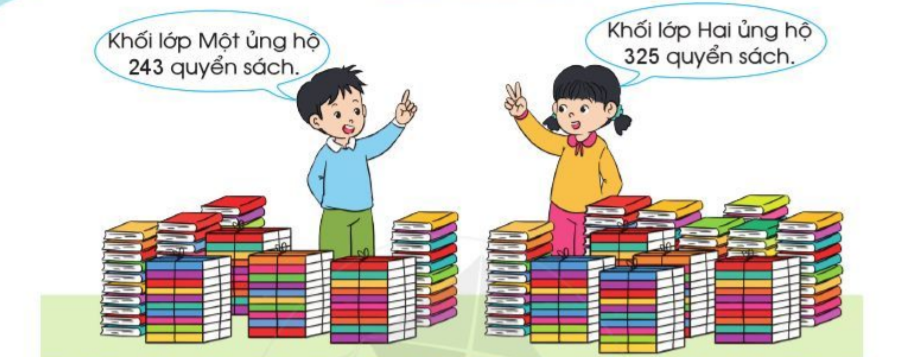 Khối lớp Một ủng hộ
243 quyển sách.
Khối lớp Hai ủng hộ
325 quyển sách.